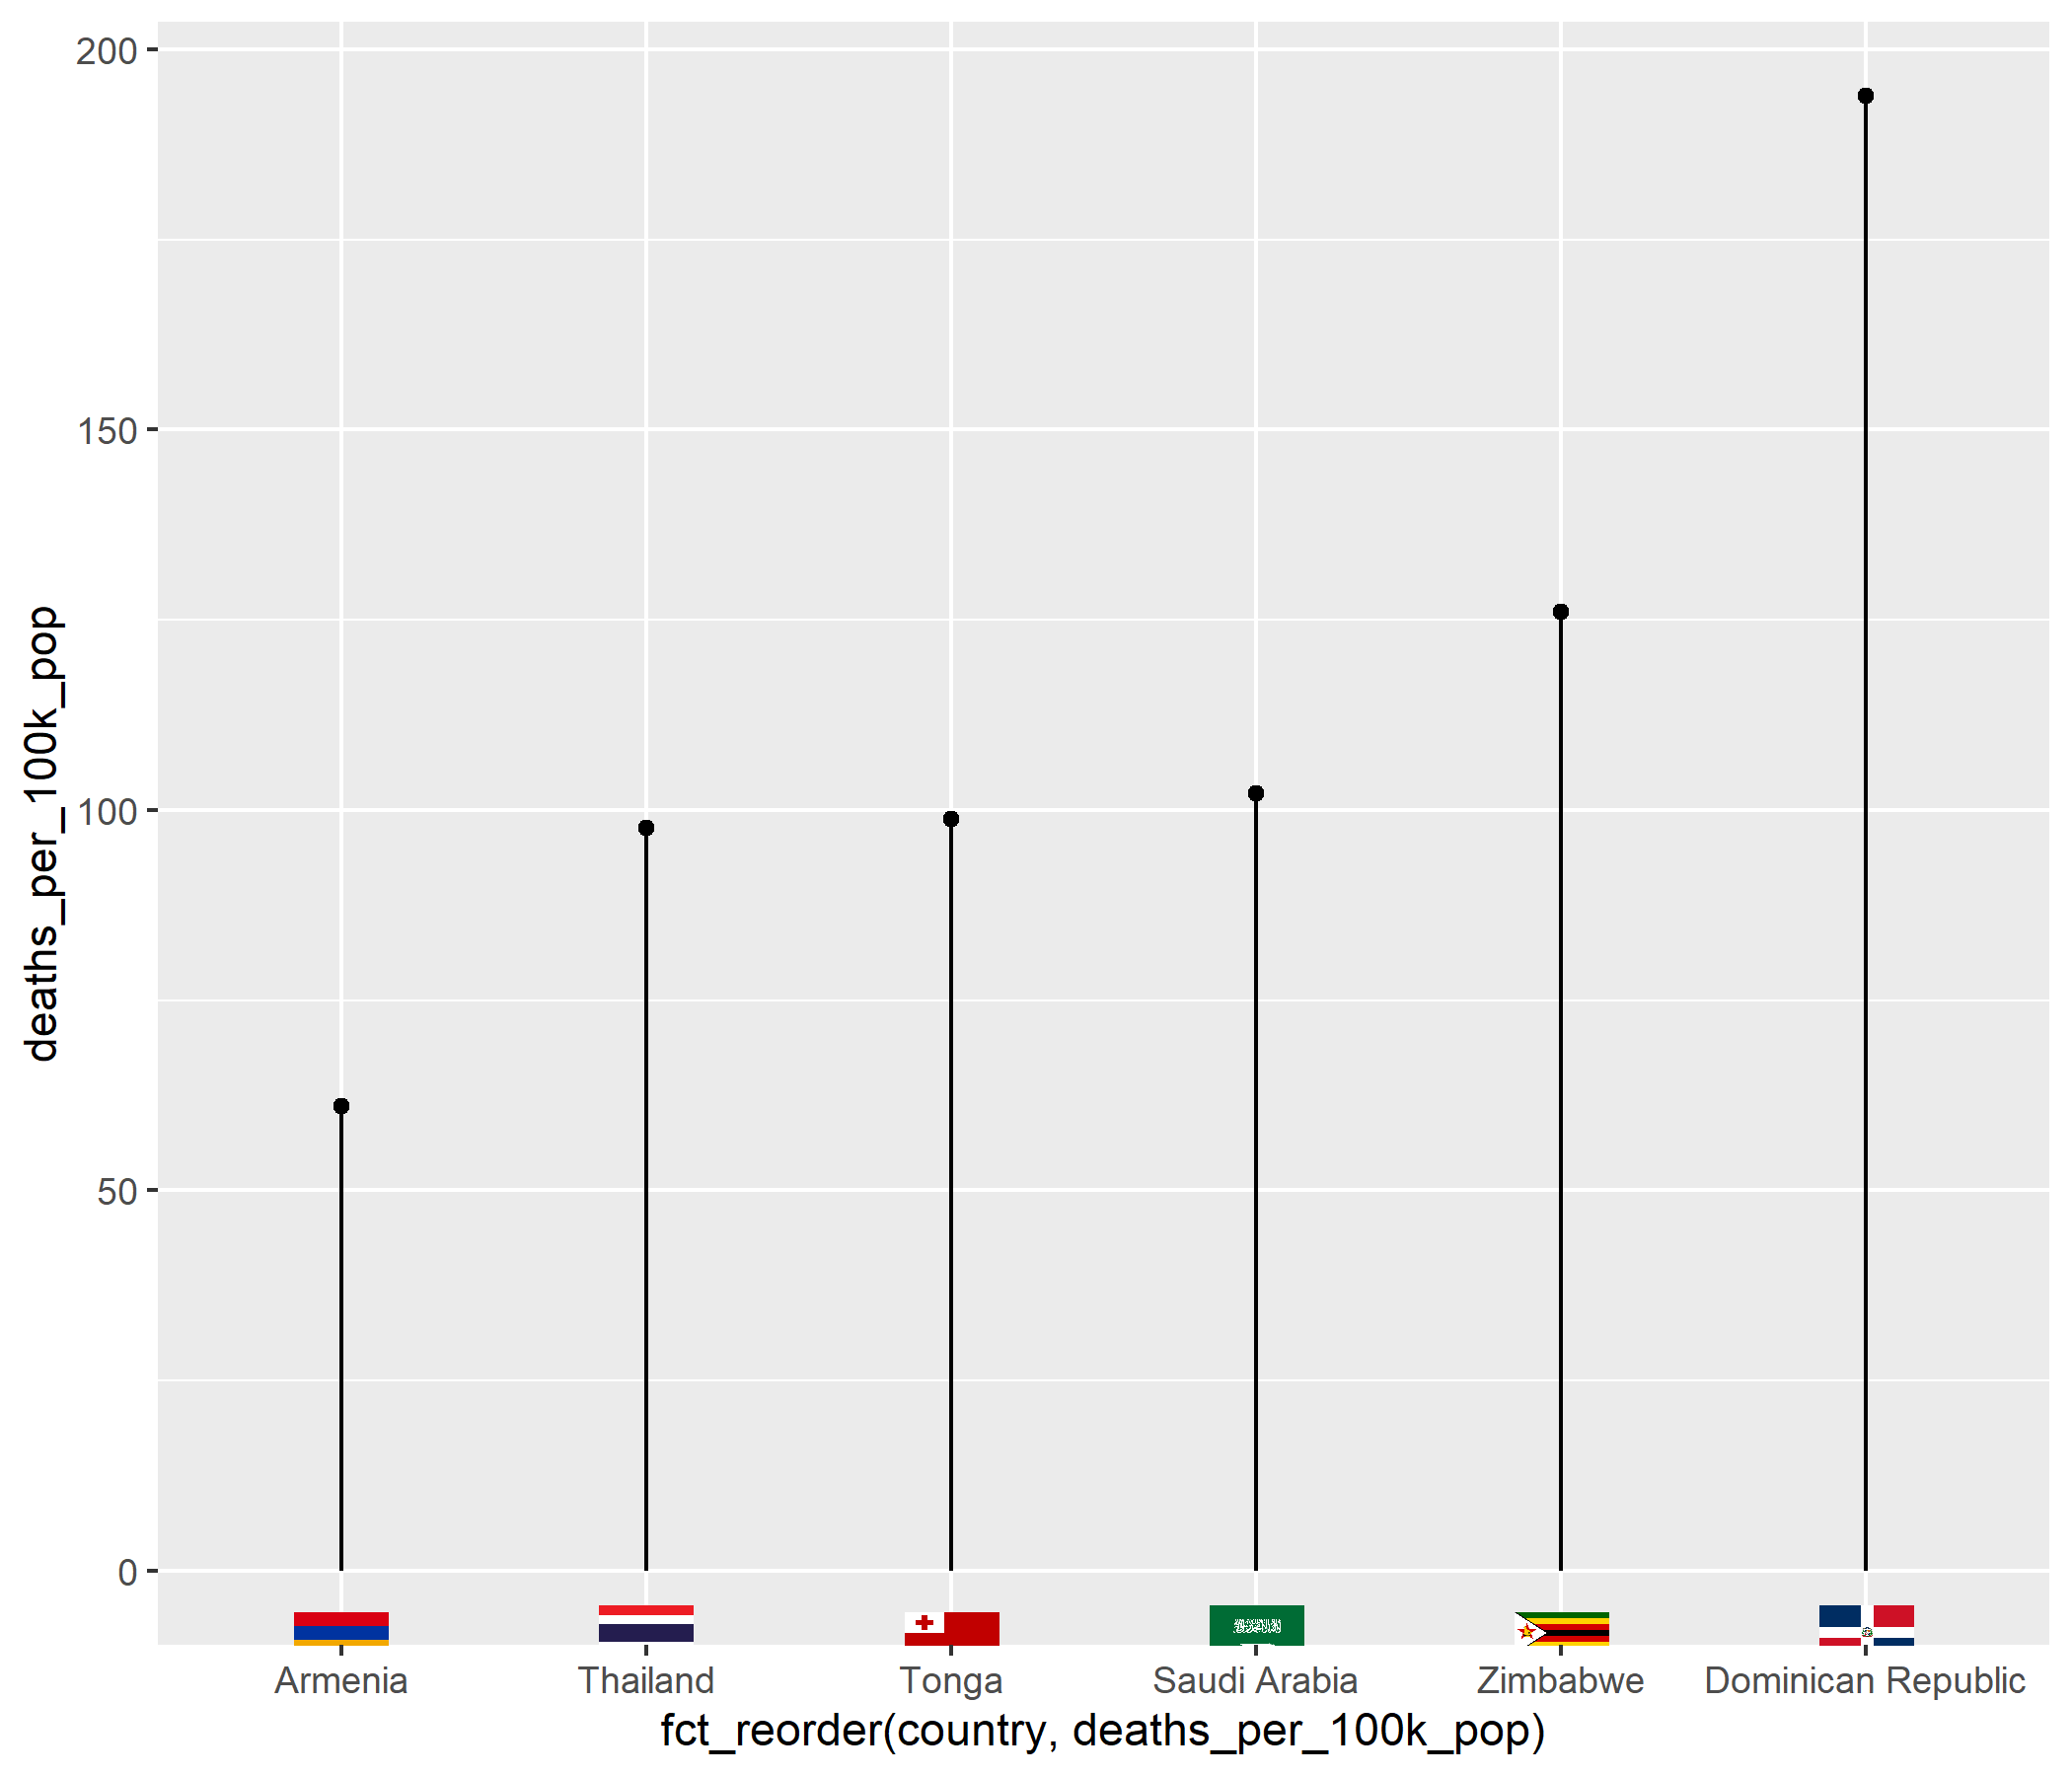 200
150
100
50
0
deaths_per_100k_pop
Armenia Thailand Tonga Saudi Arabia Zimbabwe Dominican Republic
fct_reorder(country, deaths_per_100k_pop)